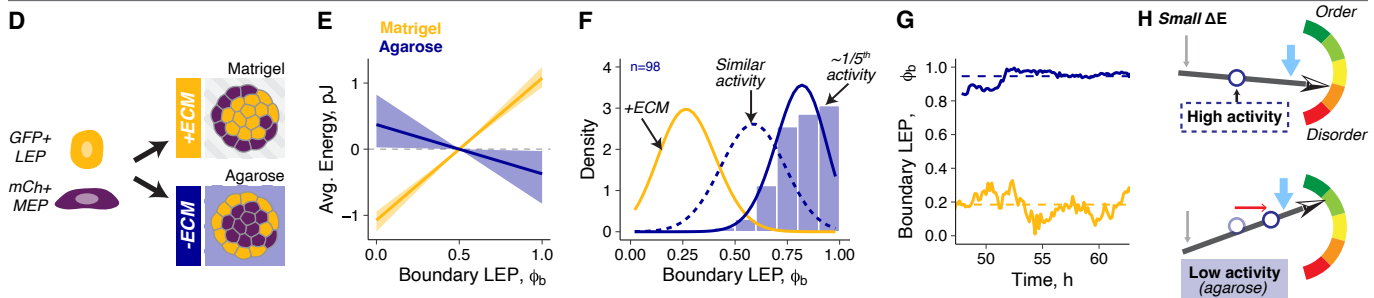 D
GFP+
LEP
mCh+
MEP
+ECM
Matrigel
-ECM
Agarose
E
Matrigel
Agarose
Avg. Energy, pJ
1
0
−1
0.0
0.5
1.0
Boundary LEP, ϕb
F
n=98
+ECM
Similar
activity
~1/5th
activity
Density
4
3
2
1
0
0.00
0.25
0.50
0.75
1.00
Boundary LEP, ϕb
G
Boundary LEP, ϕb
1.0
0.8
0.6
0.4
0.2
0.0
50
55
60
Time, h
H
Small ΔE
Order
High activity
Disorder
Low activity
(agarose)